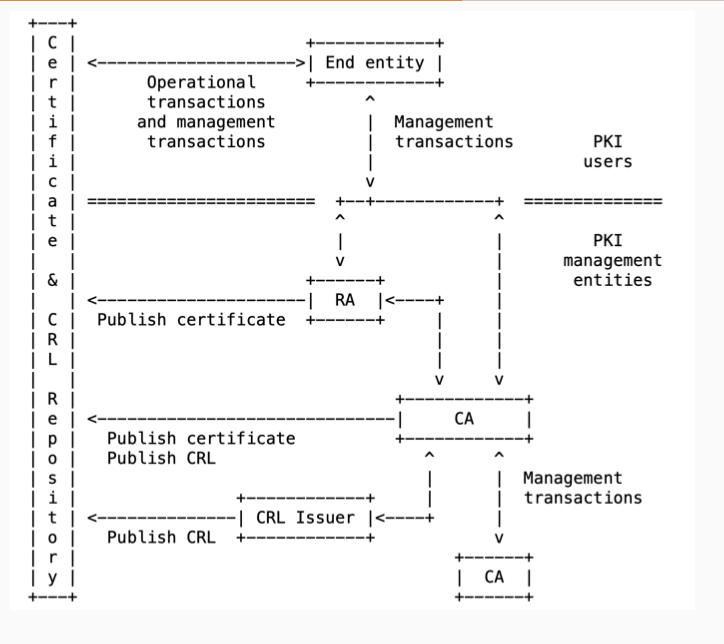 Certificate & CRL Repository
End entity
Operational
transactions
and management
transactions
Management
transactions
PKI
users
PKI
management
entities
RA
Publish certificate
CA
Publish certificate
Publish CRL
Management
transactions
CRL Issuer
Publish CRL
CA